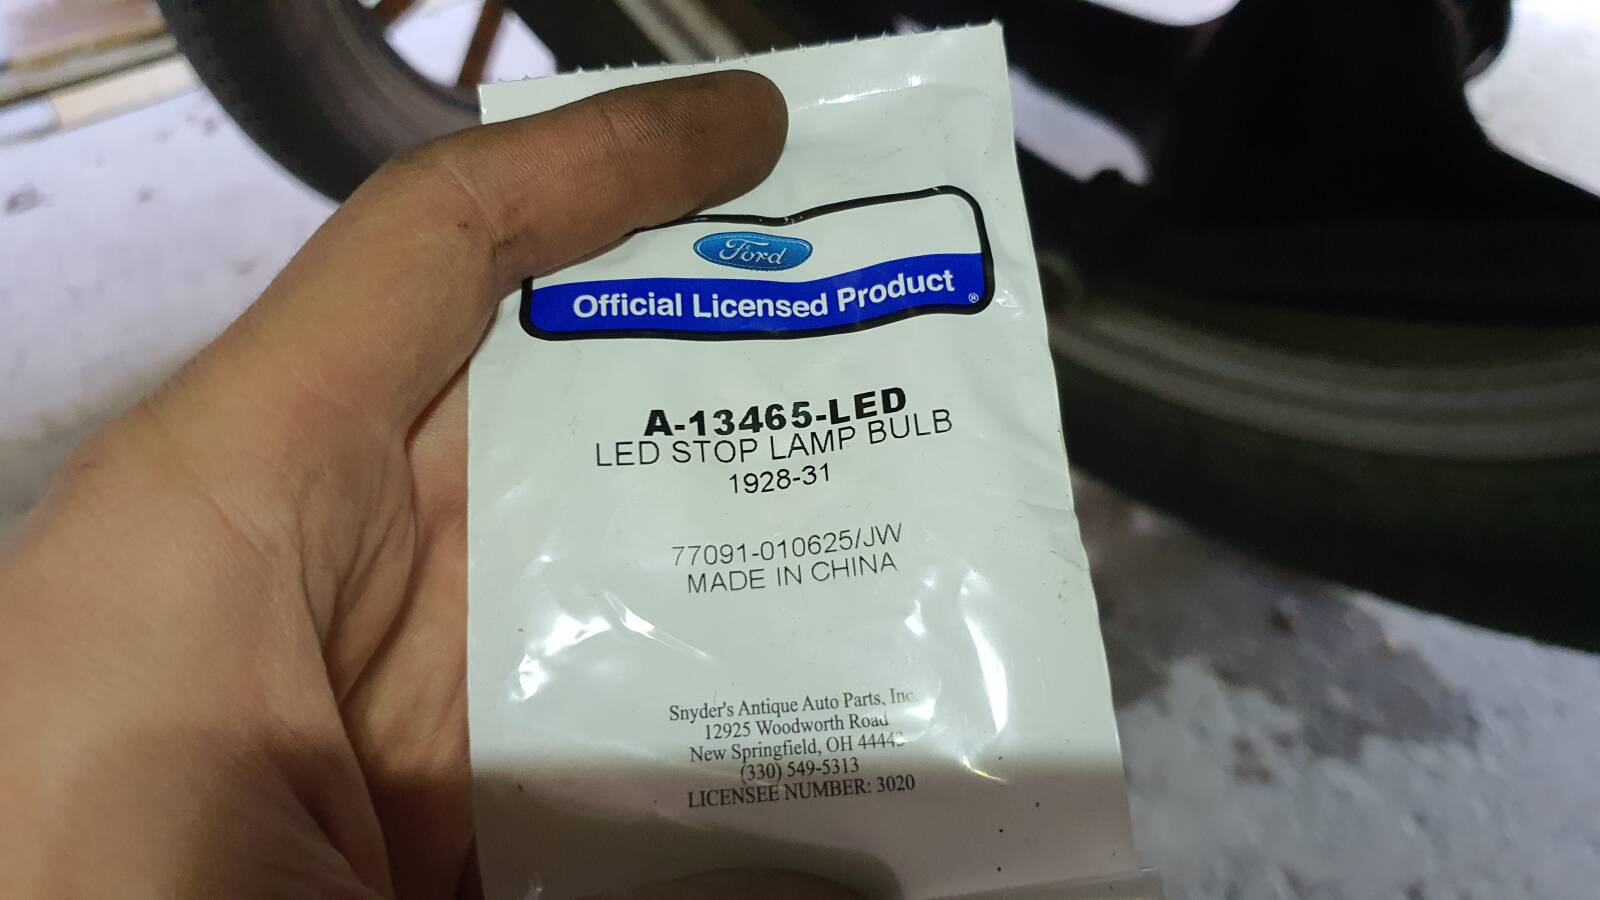 Ford
Official Licensed Product ®
A-13465-LED
LED STOP LAMP BULB
1928-31
77091-010625/JW
MADE IN CHINA
Snyder's Antique Auto Parts, Inc.
12925 Woodworth Road
New Springfield, OH 44443
(330) 549-5313
LICENSEE NUMBER: 3020